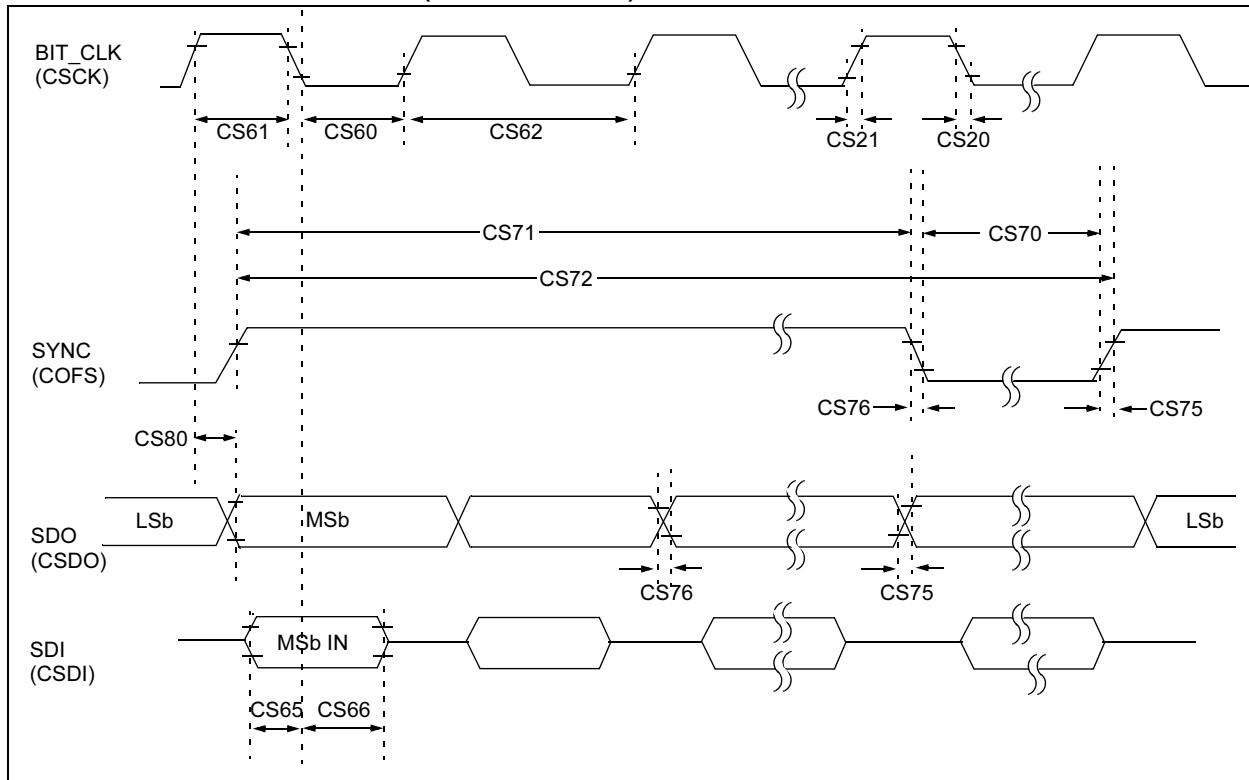 BIT_CLK
(CSCK)
CS61
CS60
CS62
CS21
CS20
CS71
CS70
CS72
SYNC
(COFS)
CS76
CS75
CS80
SDO
(CSDO)
LSb
MSb
LSb
CS76
CS75
SDI
(CSDI)
MSb IN
CS65
CS66